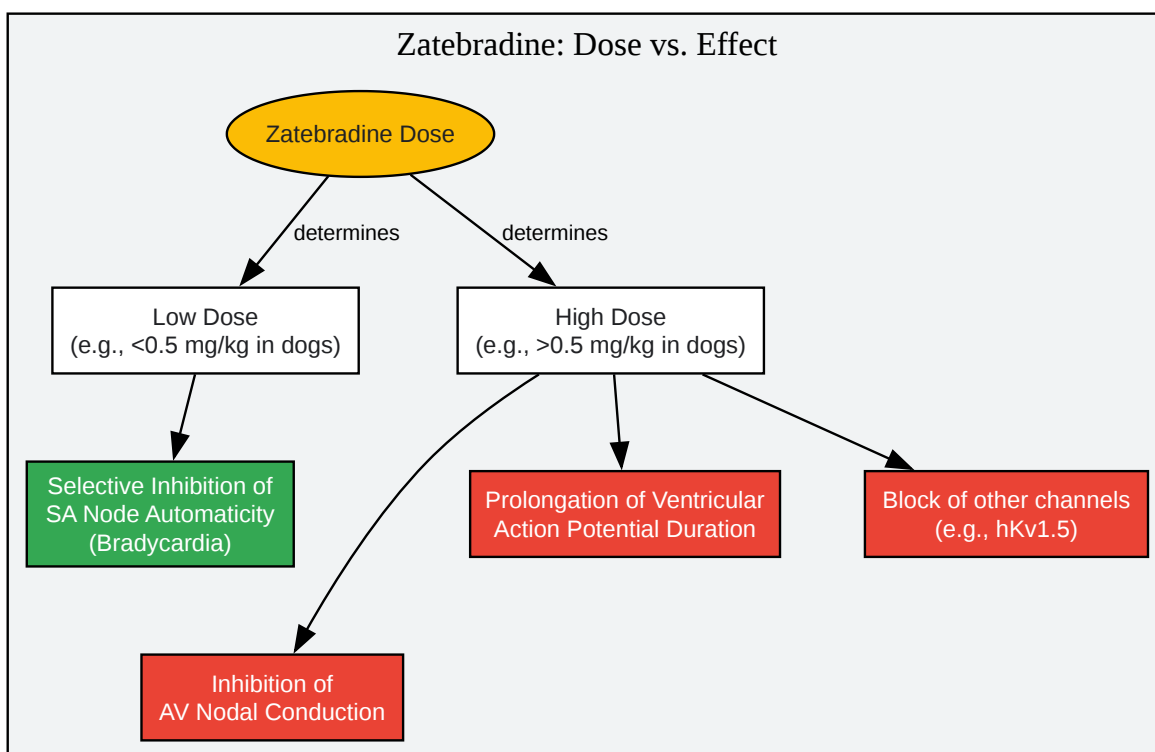 Zatebradine: Dose vs. Effect
Zatebradine Dose
determines
determines
Low Dose
(e.g., <0.5 mg/kg in dogs)
High Dose
(e.g., >0.5 mg/kg in dogs)
Selective Inhibition of
SA Node Automaticity
(Bradycardia)
Prolongation of Ventricular
Action Potential Duration
Block of other channels
(e.g., hKv1.5)
Inhibition of
AV Nodal Conduction